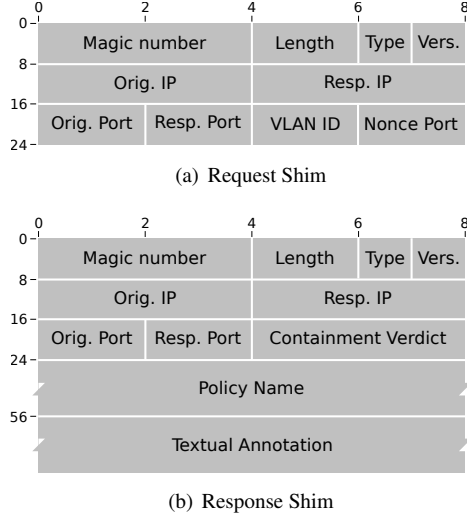 0 2 4 6 8
0
Magic number Length Type Vers.
8
Orig. IP Resp. IP
16
Orig. Port Resp. Port VLAN ID Nonce Port
24
(a) Request Shim
0 2 4 6 8
0
Magic number Length Type Vers.
8
Orig. IP Resp. IP
16
Orig. Port Resp. Port Containment Verdict
24
Policy Name
56
Textual Annotation
(b) Response Shim